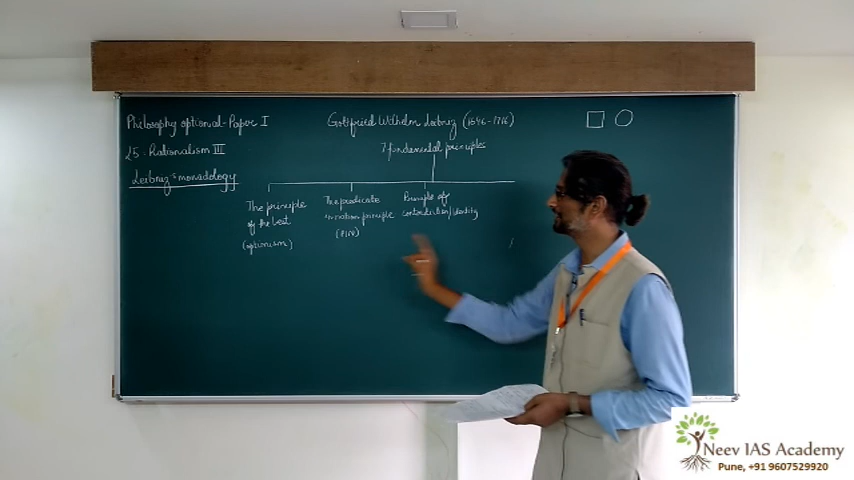 Philosophy optional-Paper I
L5. Rationalism III
Leibniz's monadology
Gottfried Wilhelm Leibniz (1646-1716)
7 fundamental principles
The principle
of the best
(optimism)
The predicate
in notion principle
(PIN)
Principle of
contradiction/identity
Neev IAS Academy
Pune, +91 9607529920